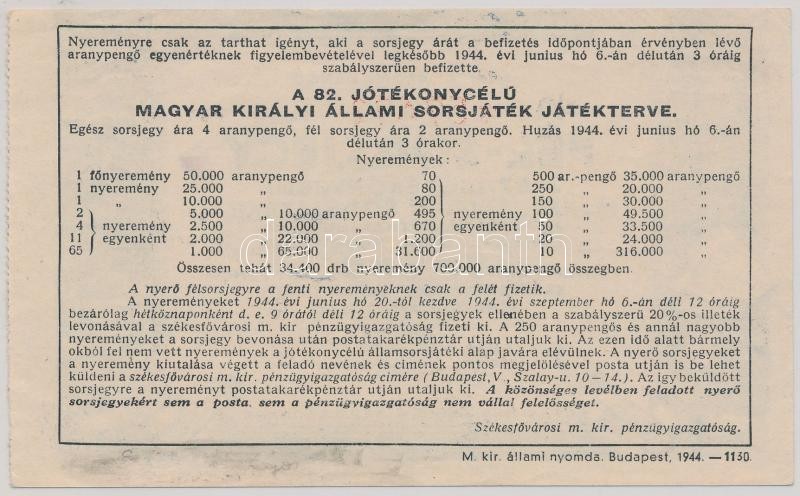 Nyereményre csak az tarthat igényt, aki a sorsjegy árát a befizetés időpontjában érvényben lévő
aranypengő egyenértéknek figyelembevételével legkésőbb 1944. évi junius hó 6.-án délután 3 óráig
szabályszerüen befizette.
A 82. JÓTÉKONYCÉLÚ
MAGYAR KIRÁLYI ÁLLAMI SORSJÁTÉK JÁTÉKTERVE.
Egész sorsjegy ára 4 aranypengő, fél sorsjegy ára 2 aranypengő. Huzás 1944. évi junius hó 6.-án
délután 3 órakor.
Nyeremények :
1 főnyeremény 50.000 aranypengő 70 500 ar.-pengő 35.000 aranypengő
1 nyeremény 25.000 „ 80 250 „ 20.000 „
1 „ 10.000 „ 200 150 „ 30.000 „
2 5.000 „ 10.000 aranypengő 495 nyeremény 100 „ 49.500 „
4 nyeremény 2.500 „ 10.000 „ 670 egyenként 50 „ 33.500 „
11 egyenként 2.000 „ 22.000 „ 1.200 20 „ 24.000 „
65 1.000 „ 65.000 „ 31.600 10 „ 316.000 „
Összesen tehát 34.400 drb nyeremény 700.000 aranypengő összegben.
A nyerő félsorsjegyre a fenti nyereményeknek csak a felét fizetik.
A nyereményeket 1944. évi junius hó 20.-tól kezdve 1944. évi szeptember hó 6.-án déli 12 óráig
bezárólag hétköznaponként d. e. 9 órától déli 12 óráig a sorsjegyek ellenében a szabályszerü 20%-os illeték
levonásával a székesfővárosi m. kir pénzügyigazgatóság fizeti ki. A 250 aranypengős és annál nagyobb
nyereményeket a sorsjegy bevonása után postatakarékpénztár utján utaljuk ki. Az ezen idő alatt bármely
okból fel nem vett nyeremények a jótékonycélú államsorsjátéki alap javára elévülnek. A nyerő sorsjegyeket
a nyeremény kiutalása végett a feladó nevének és cimének pontos megjelölésével posta utján is be lehet
küldeni a székesfővárosi m. kir. pénzügyigazgatóság cimére (Budapest, V., Szalay-u. 10—14.). Az igy beküldött
sorsjegyre a nyereményt postatakarékpénztár utján utaljuk ki. A közönséges levélben feladott nyerő
sorsjegyekért sem a posta, sem a pénzügyigazgatóság nem vállal felelősséget.
Székesfővárosi m. kir. pénzügyigazgatóság.
M. kir. állami nyomda. Budapest, 1944. —1130.
darabanth